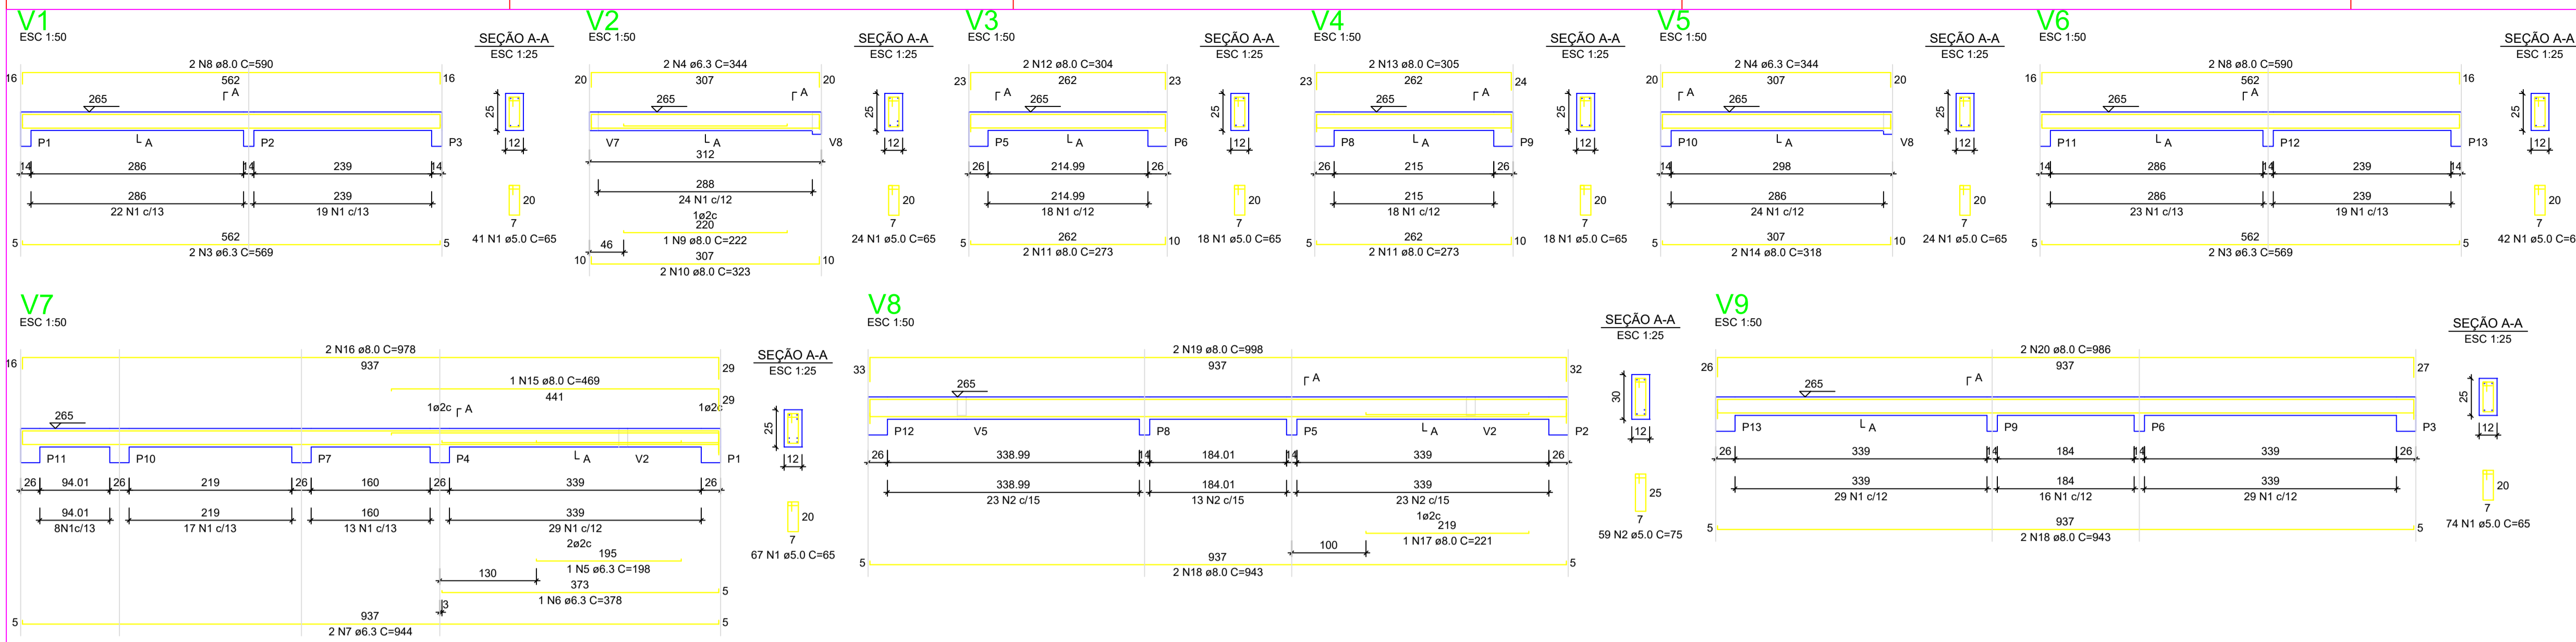 V1
ESC 1:50
SEÇÃO A-A
ESC 1:25
2 N8 ø8.0 C=590
16 562 16
A
265
25
P1 A P2 P3
12
14 286 14 239 14
286 239
22 N1 c/13 19 N1 c/13
20
7
41 N1 ø5.0 C=65
5 562 5
2 N3 ø6.3 C=569
V2
ESC 1:50
SEÇÃO A-A
ESC 1:25
2 N4 ø6.3 C=344
20 307 20
A
265
25
V7 A V8
12
312
288
24 N1 c/12
20
7
24 N1 ø5.0 C=65
1ø2c
220
1 N9 ø8.0 C=222
46
10 307 10
2 N10 ø8.0 C=323
V3
ESC 1:50
SEÇÃO A-A
ESC 1:25
2 N12 ø8.0 C=304
23 262 23
A
265
25
P5 A P6
12
26 214.99 26
214.99
18 N1 c/12
20
7
18 N1 ø5.0 C=65
5 262 10
2 N11 ø8.0 C=273
V4
ESC 1:50
SEÇÃO A-A
ESC 1:25
2 N13 ø8.0 C=305
23 262 24
A
265
25
P8 A P9
12
26 215 26
215
18 N1 c/12
20
7
18 N1 ø5.0 C=65
5 262 10
2 N11 ø8.0 C=273
V5
ESC 1:50
SEÇÃO A-A
ESC 1:25
2 N4 ø6.3 C=344
20 307 20
A
265
25
P10 A V8
12
14 298
286
24 N1 c/12
20
7
24 N1 ø5.0 C=65
5 307 10
2 N14 ø8.0 C=318
V6
ESC 1:50
SEÇÃO A-A
ESC 1:25
2 N8 ø8.0 C=590
16 562 16
A
265
25
P11 A P12 P13
12
14 286 14 239 14
286 239
23 N1 c/13 19 N1 c/13
20
7
42 N1 ø5.0 C=6
5 562 5
2 N3 ø6.3 C=569
V7
ESC 1:50
SEÇÃO A-A
ESC 1:25
2 N16 ø8.0 C=978
16 937 29
1 N15 ø8.0 C=469
441 29
1ø2c A 1ø2c
265
25
P11 P10 P7 P4 A V2 P1
12
26 94.01 26 219 26 160 26 339 26
94.01 219 160 339
8N1c/13 17 N1 c/13 13 N1 c/13 29 N1 c/12
20
7
67 N1 ø5.0 C=65
2ø2c
195
1 N5 ø6.3 C=198
130
373 5
1 N6 ø6.3 C=378
3
5 937 5
2 N7 ø6.3 C=944
V8
ESC 1:50
SEÇÃO A-A
ESC 1:25
2 N19 ø8.0 C=998
33 937 32
A
265
30
P12 V5 P8 P5 A V2 P2
12
26 338.99 14 184.01 14 339 26
338.99 184.01 339
23 N2 c/15 13 N2 c/15 23 N2 c/15
25
7
59 N2 ø5.0 C=75
1ø2c
219
1 N17 ø8.0 C=221
100
5 937 5
2 N18 ø8.0 C=943
V9
ESC 1:50
SEÇÃO A-A
ESC 1:25
2 N20 ø8.0 C=986
26 937 27
A
265
25
P13 A P9 P6 P3
12
26 339 14 184 14 339 26
339 184 339
29 N1 c/12 16 N1 c/12 29 N1 c/12
20
7
74 N1 ø5.0 C=65
5 937 5
2 N18 ø8.0 C=943